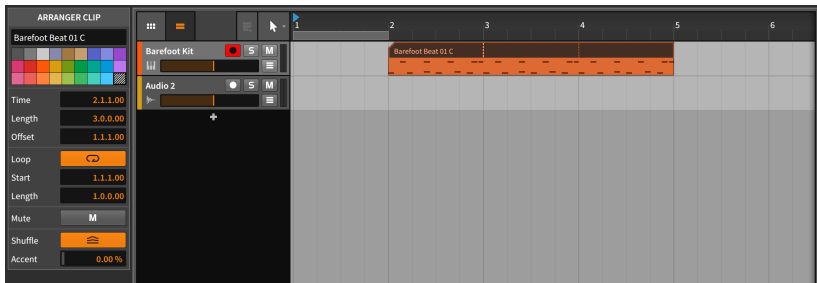 ARRANGER CLIP
Barefoot Beat 01 C
Time 2.1.1.00
Length 3.0.0.00
Offset 1.1.1.00
Loop
Start 1.1.1.00
Length 1.0.0.00
Mute M
Shuffle
Accent 0.00 %
1 2 3 4 5 6
Barefoot Kit S M
Audio 2 S M
Barefoot Beat 01 C